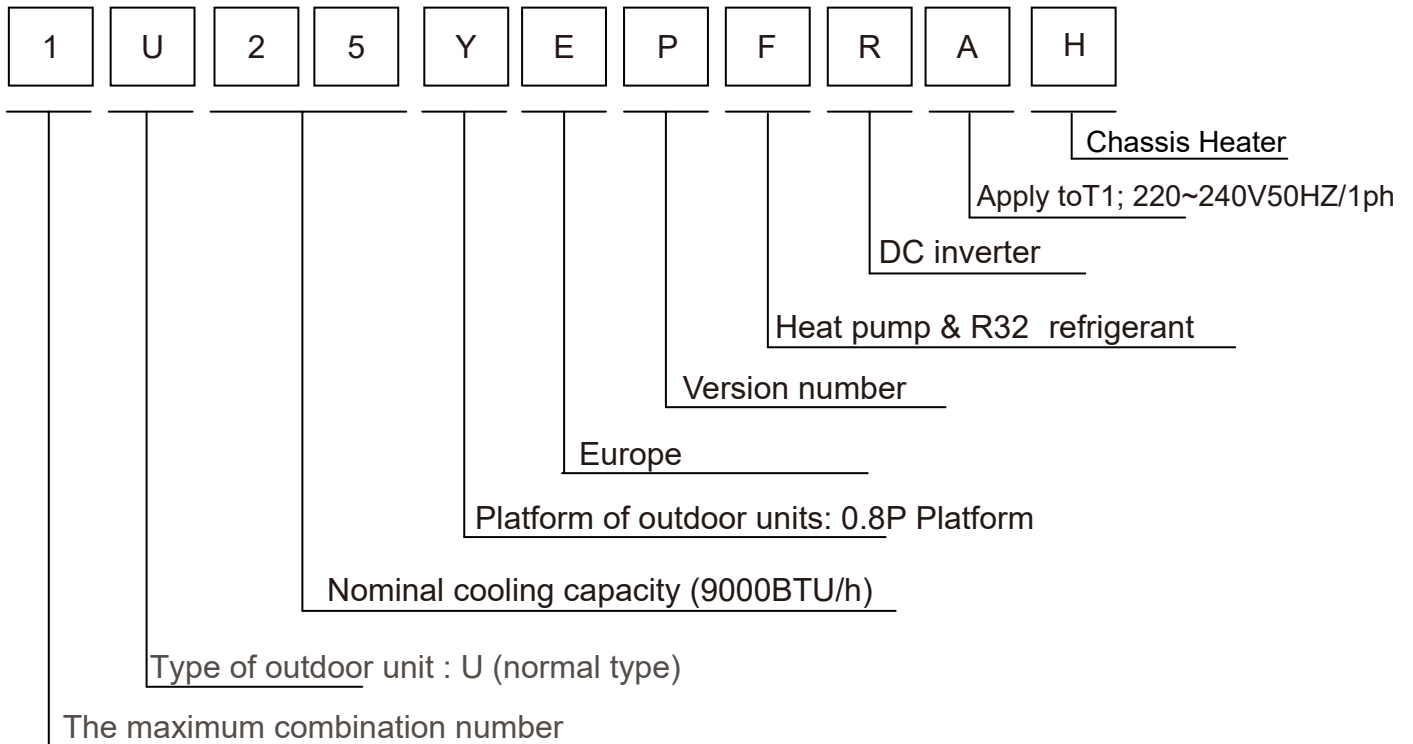 1 U 2 5 Y E P F R A H
Chassis Heater
Apply toT1; 220~240V50HZ/1ph
DC inverter
Heat pump & R32 refrigerant
Version number
Europe
Platform of outdoor units: 0.8P Platform
Nominal cooling capacity (9000BTU/h)
Type of outdoor unit : U (normal type)
The maximum combination number